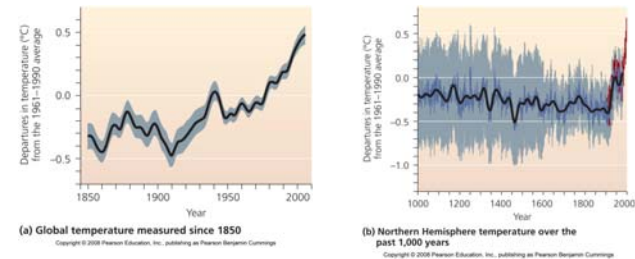 Departures in temperature (°C)
from the 1961–1990 average
0.5
0.0
−0.5
1850
1900
1950
2000
Year
(a) Global temperature measured since 1850
Copyright © 2008 Pearson Education, Inc., publishing as Pearson Benjamin Cummings
Departures in temperature (°C)
from the 1961–1990 average
0.5
0.0
−0.5
−1.0
1000
1200
1400
1600
1800
2000
Year
(b) Northern Hemisphere temperature over the
past 1,000 years
Copyright © 2008 Pearson Education, Inc., publishing as Pearson Benjamin Cummings